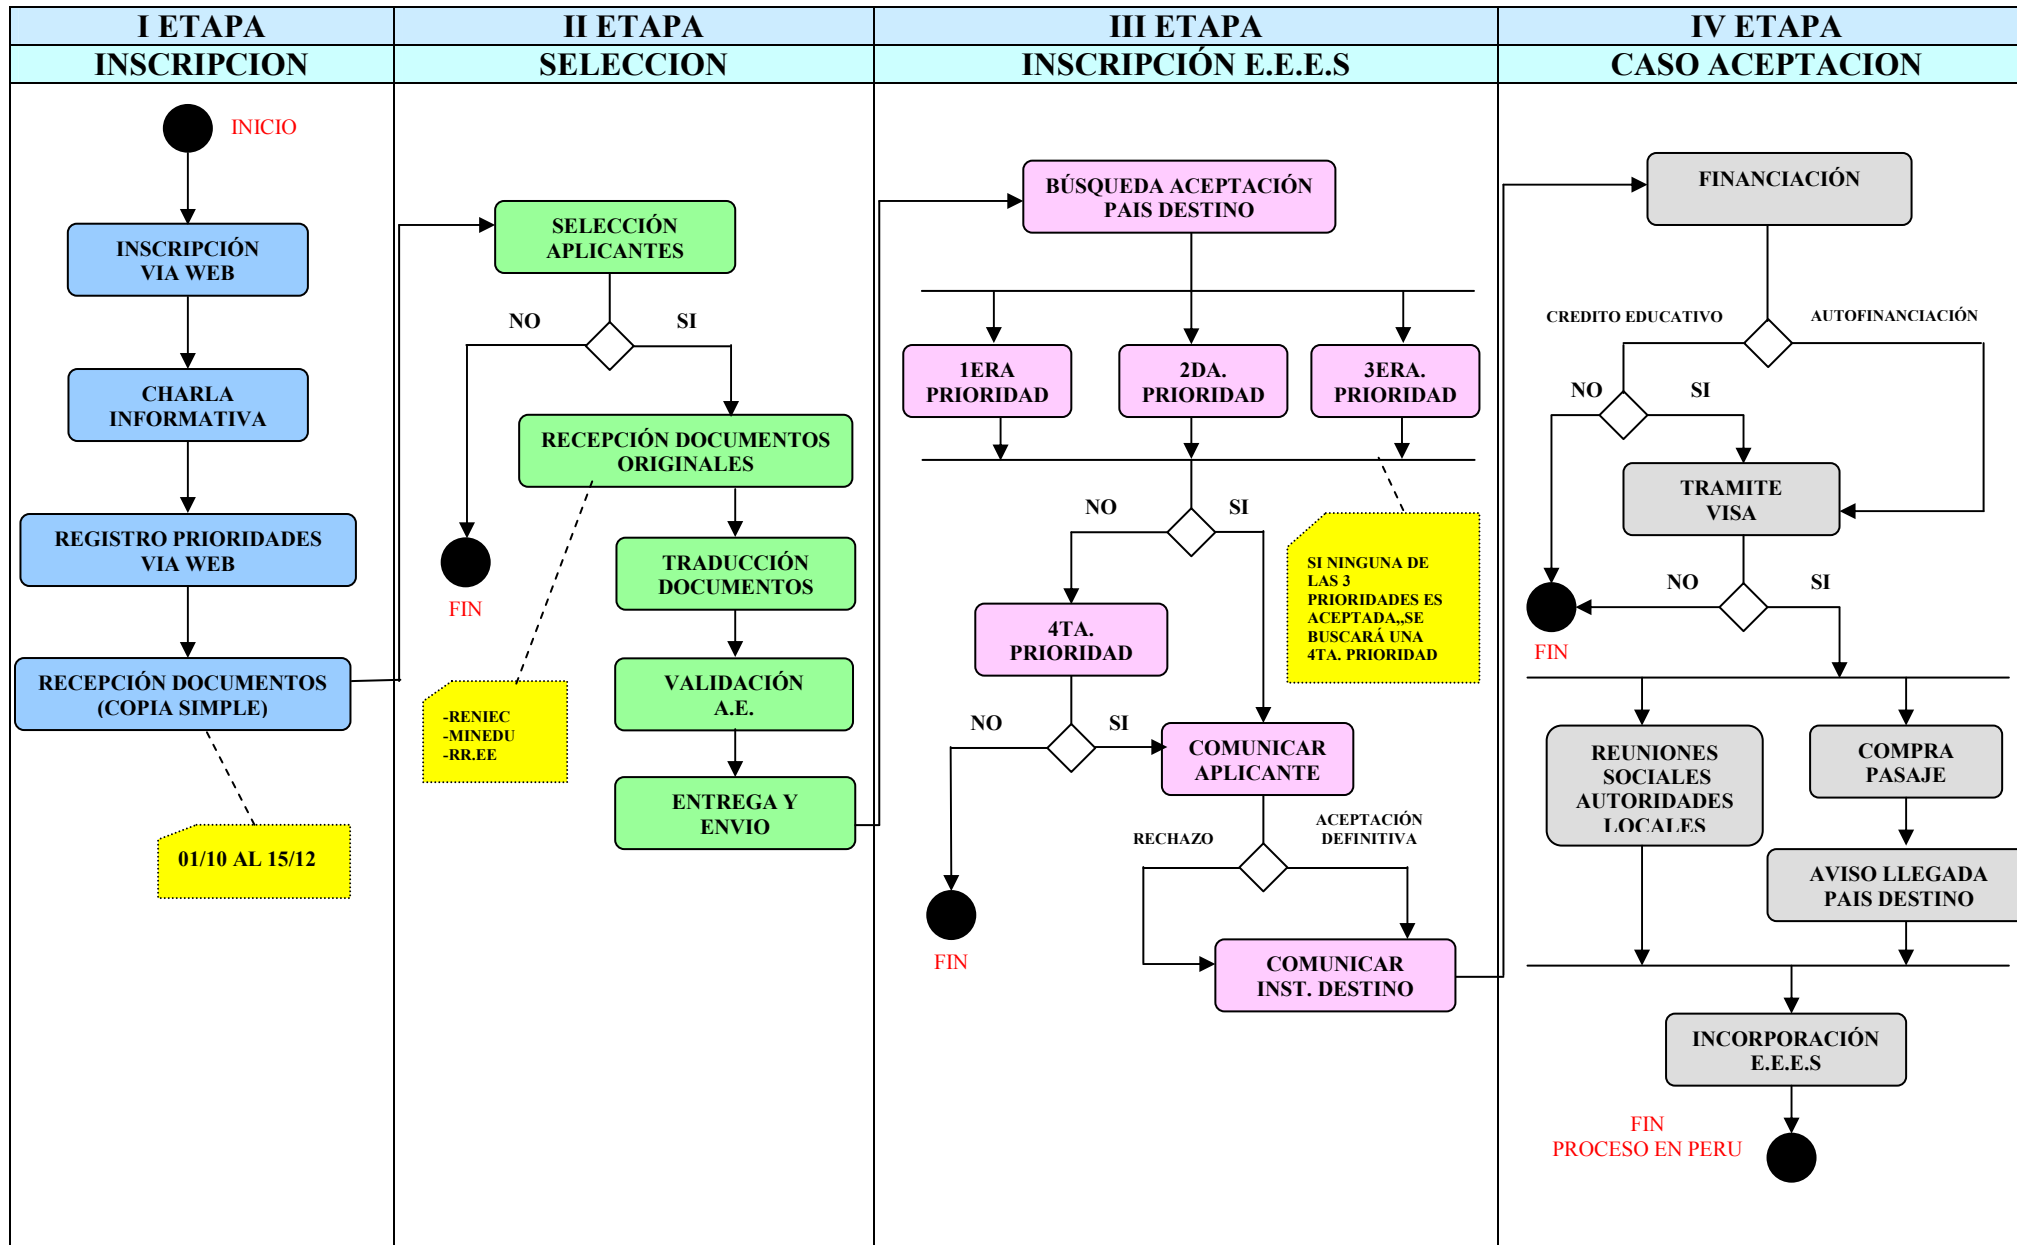 I ETAPA
INSCRIPCION
INICIO
INSCRIPCIÓN
VIA WEB
CHARLA
INFORMATIVA
REGISTRO PRIORIDADES
VIA WEB
RECEPCIÓN DOCUMENTOS
(COPIA SIMPLE)
01/10 AL 15/12
II ETAPA
SELECCION
SELECCIÓN
APLICANTES
NO
SI
RECEPCIÓN DOCUMENTOS
ORIGINALES
FIN
TRADUCCIÓN
DOCUMENTOS
VALIDACIÓN
A.E.
-RENIEC
-MINEDU
-RR.EE
ENTREGA Y
ENVIO
III ETAPA
INSCRIPCIÓN E.E.E.S
BÚSQUEDA ACEPTACIÓN
PAIS DESTINO
1ERA
PRIORIDAD
2DA.
PRIORIDAD
3ERA.
PRIORIDAD
NO
SI
SI NINGUNA DE
LAS 3
PRIORIDADES ES
ACEPTADA,,SE
BUSCARÁ UNA
4TA. PRIORIDAD
4TA.
PRIORIDAD
NO
SI
COMUNICAR
APLICANTE
RECHAZO
ACEPTACIÓN
DEFINITIVA
FIN
COMUNICAR
INST. DESTINO
IV ETAPA
CASO ACEPTACION
FINANCIACIÓN
CREDITO EDUCATIVO
AUTOFINANCIACIÓN
NO
SI
TRAMITE
VISA
NO
SI
FIN
REUNIONES
SOCIALES
AUTORIDADES
LOCALES
COMPRA
PASAJE
AVISO LLEGADA
PAIS DESTINO
INCORPORACIÓN
E.E.E.S
FIN
PROCESO EN PERU